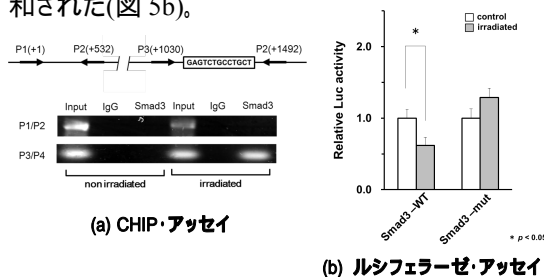 和された(図 5b)。
P1(+1) P2(+532) P3(+1030) P2(+1492)
GAGTCTGCCTGCT
Input IgG Smad3 Input IgG Smad3
P1/P2
P3/P4
non irradiated irradiated
(a) CHIP・アッセイ
control
irradiated
*
2.0
1.0
0.0
Relative Luc activity
Smad3 –WT
Smad3 –mut
* p < 0.05
(b) ルシフェラーゼ・アッセイ